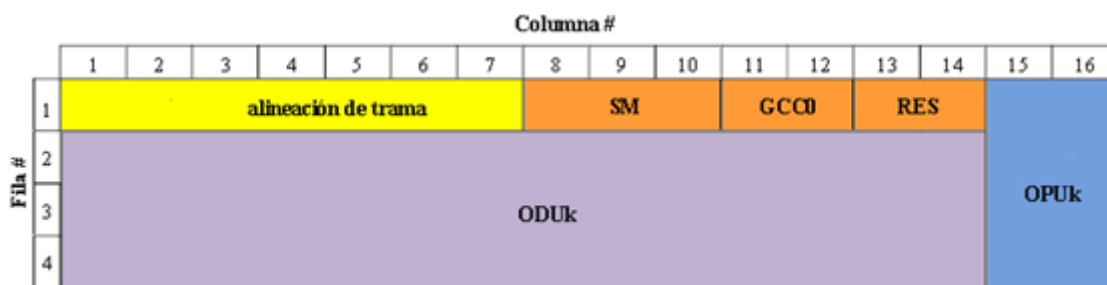 Columna #
1 2 3 4 5 6 7 8 9 10 11 12 13 14 15 16
1 alineación de trama SM GCC0 RES
2
Fila #
3 ODUk OPUk
4